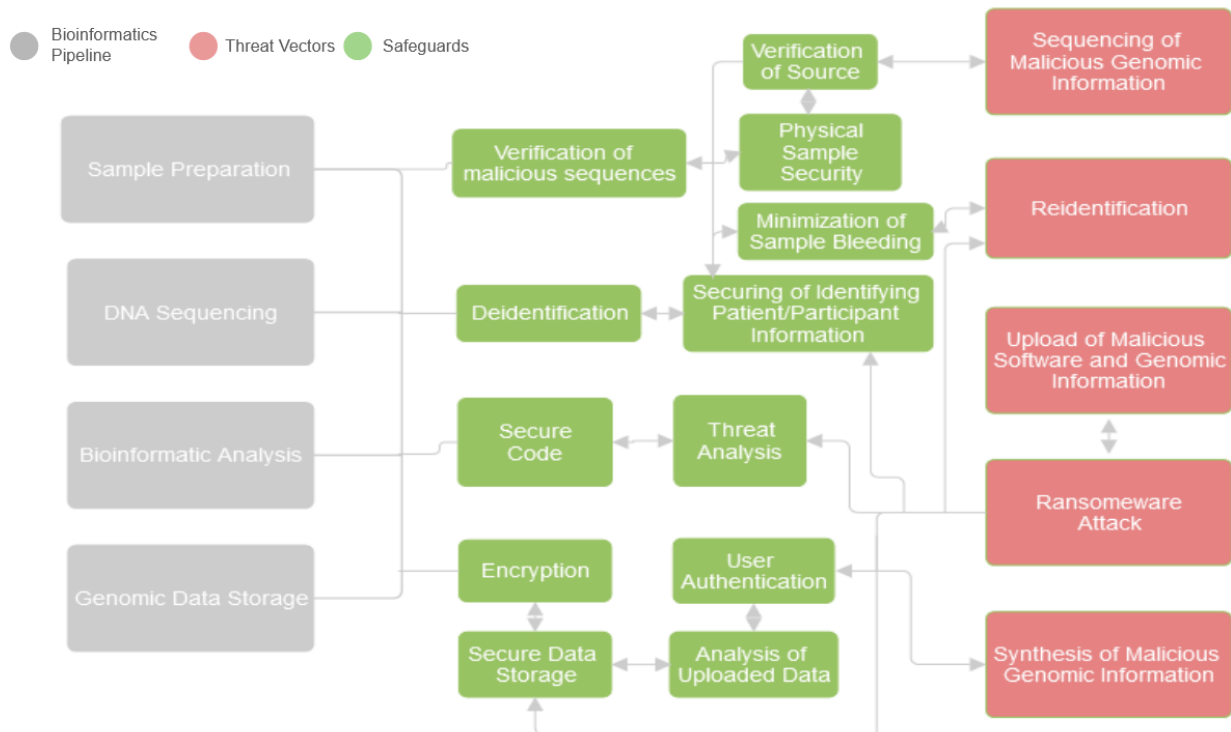 Bioinformatics
Pipeline
Threat Vectors
Safeguards
Verification
of Source
Sequencing of
Malicious Genomic
Information
Sample Preparation
Verification of
malicious sequences
Physical
Sample
Security
Reidentification
Minimization of
Sample Bleeding
DNA Sequencing
Deidentification
Securing of Identifying
Patient/Participant
Information
Upload of Malicious
Software and Genomic
Information
Bioinformatic Analysis
Secure
Code
Threat
Analysis
Ransomeware
Attack
Genomic Data Storage
Encryption
User
Authentication
Secure Data
Storage
Analysis of
Uploaded Data
Synthesis of Malicious
Genomic Information